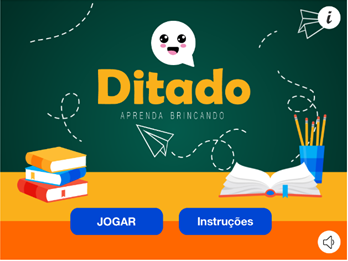 i
Ditado
APRENDA BRINCANDO
JOGAR
Instruções